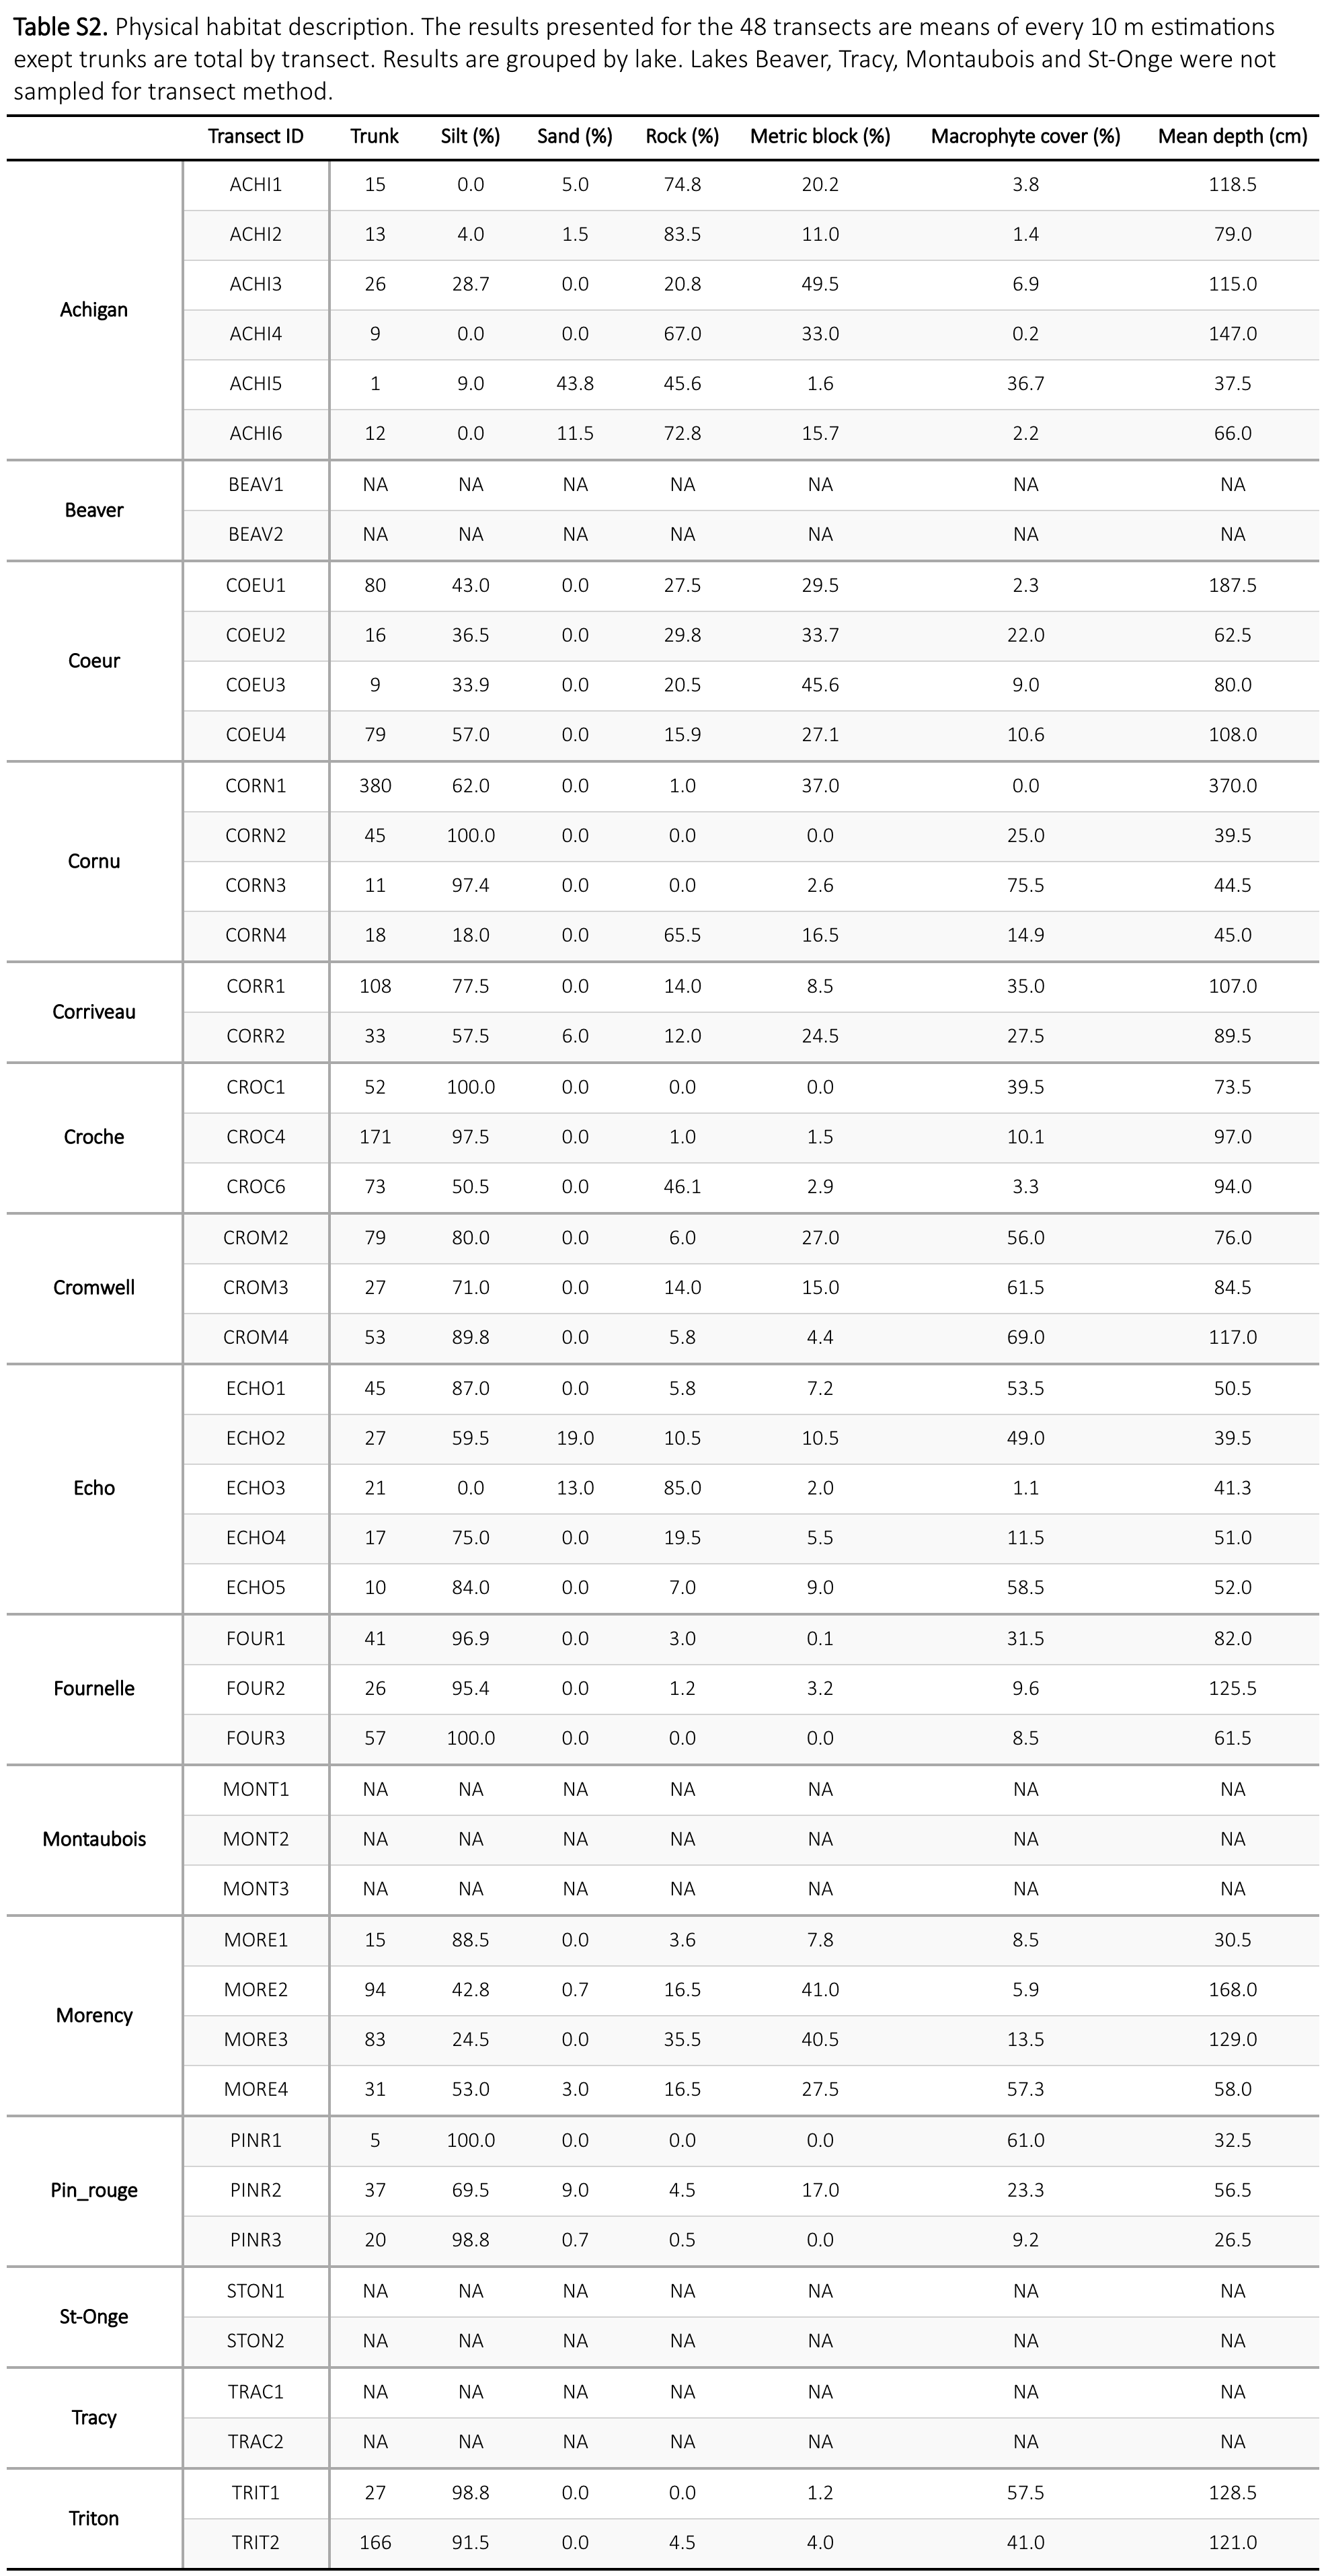 Table S2. Physical habitat description. The results presented for the 48 transects are means of every 10 m estimations
exept trunks are total by transect. Results are grouped by lake. Lakes Beaver, Tracy, Montaubois and St-Onge were not
sampled for transect method.
Transect ID Trunk Silt (%) Sand (%) Rock (%) Metric block (%) Macrophyte cover (%) Mean depth (cm)
Achigan
ACHI1 15 0.0 5.0 74.8 20.2 3.8 118.5
ACHI2 13 4.0 1.5 83.5 11.0 1.4 79.0
ACHI3 26 28.7 0.0 20.8 49.5 6.9 115.0
ACHI4 9 0.0 0.0 67.0 33.0 0.2 147.0
ACHI5 1 9.0 43.8 45.6 1.6 36.7 37.5
ACHI6 12 0.0 11.5 72.8 15.7 2.2 66.0
Beaver
BEAV1 NA NA NA NA NA NA NA
BEAV2 NA NA NA NA NA NA NA
Coeur
COEU1 80 43.0 0.0 27.5 29.5 2.3 187.5
COEU2 16 36.5 0.0 29.8 33.7 22.0 62.5
COEU3 9 33.9 0.0 20.5 45.6 9.0 80.0
COEU4 79 57.0 0.0 15.9 27.1 10.6 108.0
Cornu
CORN1 380 62.0 0.0 1.0 37.0 0.0 370.0
CORN2 45 100.0 0.0 0.0 0.0 25.0 39.5
CORN3 11 97.4 0.0 0.0 2.6 75.5 44.5
CORN4 18 18.0 0.0 65.5 16.5 14.9 45.0
Corriveau
CORR1 108 77.5 0.0 14.0 8.5 35.0 107.0
CORR2 33 57.5 6.0 12.0 24.5 27.5 89.5
Croche
CROC1 52 100.0 0.0 0.0 0.0 39.5 73.5
CROC4 171 97.5 0.0 1.0 1.5 10.1 97.0
CROC6 73 50.5 0.0 46.1 2.9 3.3 94.0
Cromwell
CROM2 79 80.0 0.0 6.0 27.0 56.0 76.0
CROM3 27 71.0 0.0 14.0 15.0 61.5 84.5
CROM4 53 89.8 0.0 5.8 4.4 69.0 117.0
Echo
ECHO1 45 87.0 0.0 5.8 7.2 53.5 50.5
ECHO2 27 59.5 19.0 10.5 10.5 49.0 39.5
ECHO3 21 0.0 13.0 85.0 2.0 1.1 41.3
ECHO4 17 75.0 0.0 19.5 5.5 11.5 51.0
ECHO5 10 84.0 0.0 7.0 9.0 58.5 52.0
Fournelle
FOUR1 41 96.9 0.0 3.0 0.1 31.5 82.0
FOUR2 26 95.4 0.0 1.2 3.2 9.6 125.5
FOUR3 57 100.0 0.0 0.0 0.0 8.5 61.5
Montaubois
MONT1 NA NA NA NA NA NA NA
MONT2 NA NA NA NA NA NA NA
MONT3 NA NA NA NA NA NA NA
Morency
MORE1 15 88.5 0.0 3.6 7.8 8.5 30.5
MORE2 94 42.8 0.7 16.5 41.0 5.9 168.0
MORE3 83 24.5 0.0 35.5 40.5 13.5 129.0
MORE4 31 53.0 3.0 16.5 27.5 57.3 58.0
Pin_rouge
PINR1 5 100.0 0.0 0.0 0.0 61.0 32.5
PINR2 37 69.5 9.0 4.5 17.0 23.3 56.5
PINR3 20 98.8 0.7 0.5 0.0 9.2 26.5
St-Onge
STON1 NA NA NA NA NA NA NA
STON2 NA NA NA NA NA NA NA
Tracy
TRAC1 NA NA NA NA NA NA NA
TRAC2 NA NA NA NA NA NA NA
Triton
TRIT1 27 98.8 0.0 0.0 1.2 57.5 128.5
TRIT2 166 91.5 0.0 4.5 4.0 41.0 121.0